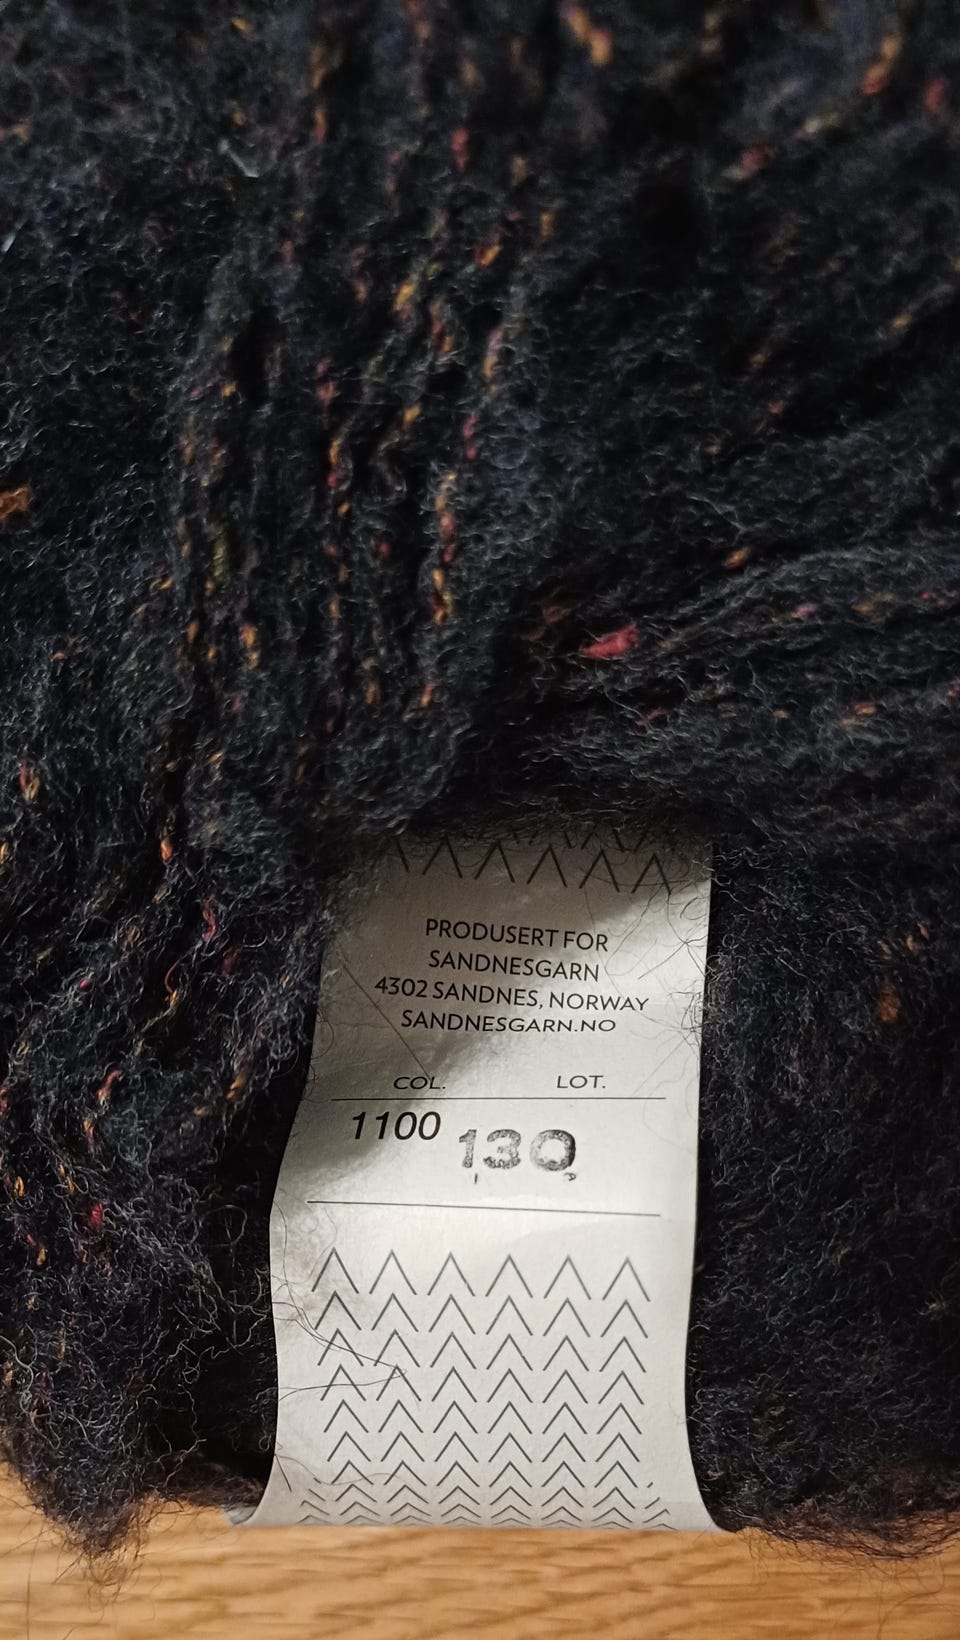 PRODUSERT FOR
SANDNESGARN
4302 SANDNES, NORWAY
SANDNESGARN.NO
COL. LOT.
1100 130